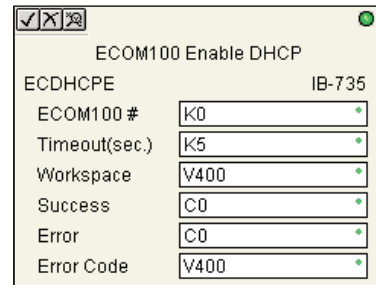 ECOM100 Enable DHCP
ECDHCPE IB-735
ECOM100 # K0
Timeout(sec.) K5
Workspace V400
Success C0
Error C0
Error Code V400